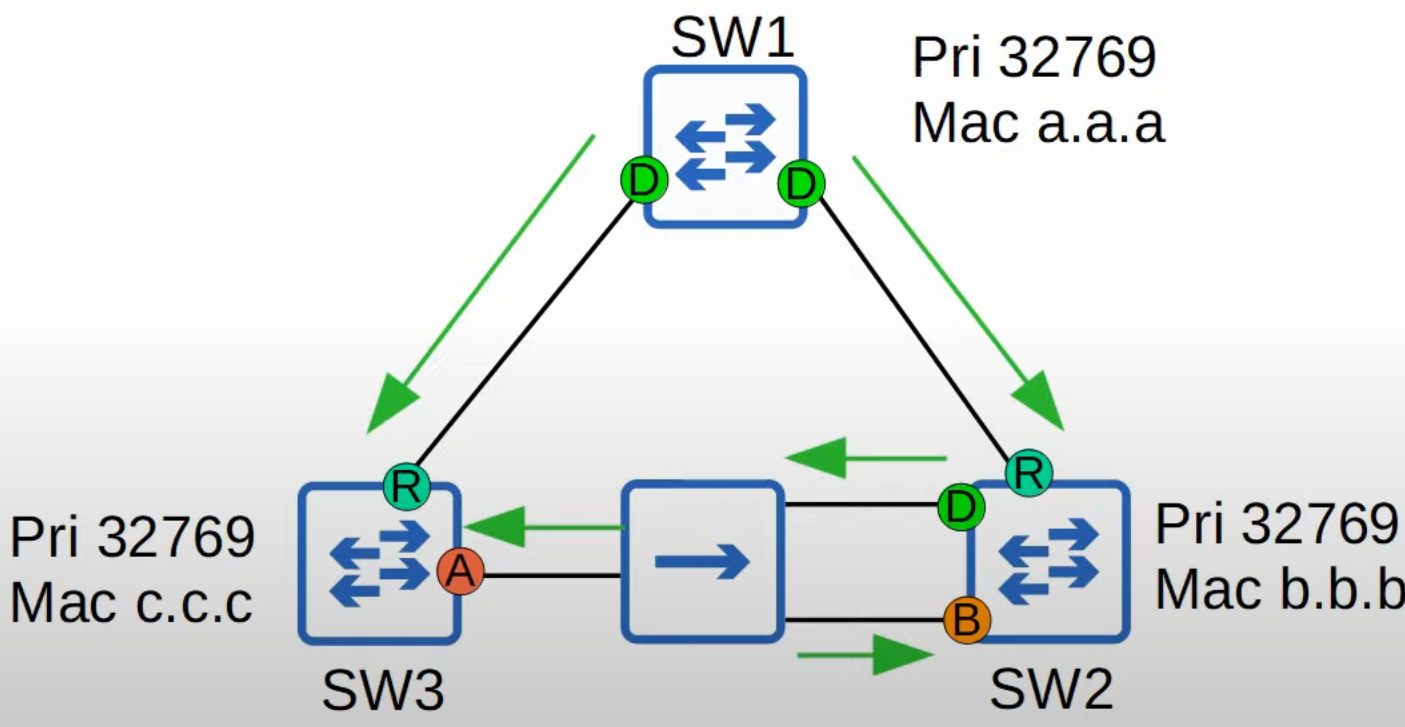 SW1
Pri 32769
Mac a.a.a
D
D
R
R
D
A
B
Pri 32769
Mac c.c.c
Pri 32769
Mac b.b.b
SW3
SW2